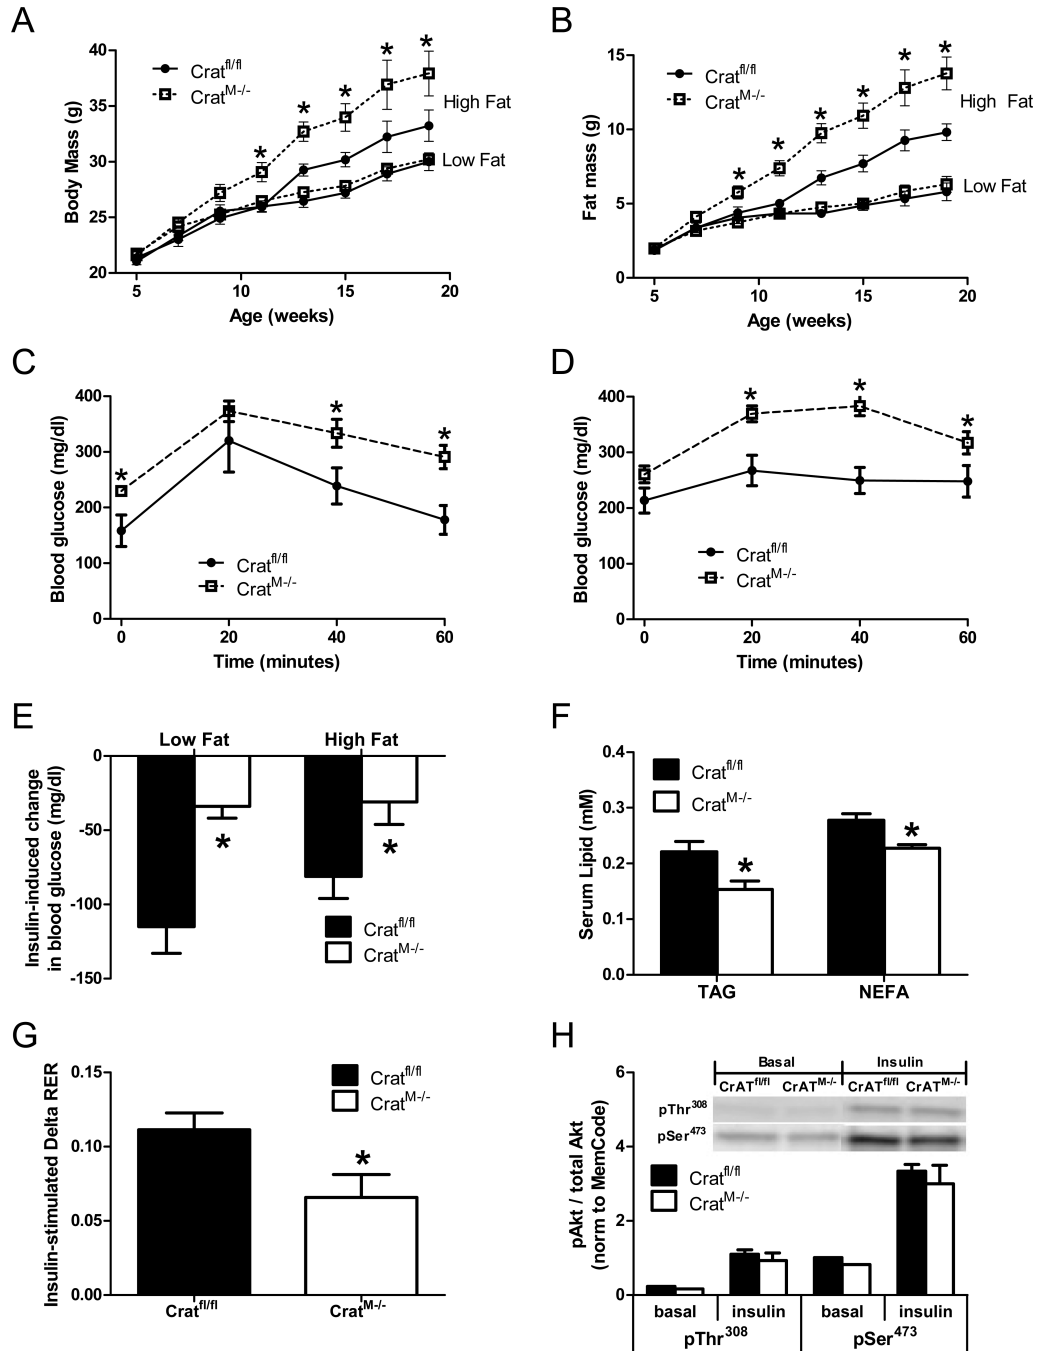 A
Body Mass (g)
40
35
30
25
20
Crat^fl/fl
Crat^M-/-
* * * * *
High Fat
Low Fat
5 10 15 20
Age (weeks)
B
Fat mass (g)
15
10
5
0
Crat^fl/fl
Crat^M-/-
* * * * * *
High Fat
Low Fat
5 10 15 20
Age (weeks)
C
Blood glucose (mg/dl)
400
300
200
100
0
* * *
Crat^fl/fl
Crat^M-/-
0 20 40 60
Time (minutes)
D
Blood glucose (mg/dl)
400
300
200
100
0
* * *
Crat^fl/fl
Crat^M-/-
0 20 40 60
Time (minutes)
E
Insulin-induced change
in blood glucose (mg/dl)
Low Fat High Fat
0
-50
-100
-150
* *
Crat^fl/fl
Crat^M-/-
F
Serum Lipid (mM)
0.4
0.3
0.2
0.1
0.0
Crat^fl/fl
Crat^M-/-
* *
TAG NEFA
G
Insulin-stimulated Delta RER
0.15
0.10
0.05
0.00
Crat^fl/fl
Crat^M-/-
*
Crat^fl/fl Crat^M-/-
H
pAkt / total Akt
(norm to MemCode)
6
4
2
0
Basal Insulin
CrAT^fl/fl CrAT^M-/- CrAT^fl/fl CrAT^M-/-
pThr^308
pSer^473
Crat^fl/fl
Crat^M-/-
basal insulin basal insulin
pThr^308 pSer^473